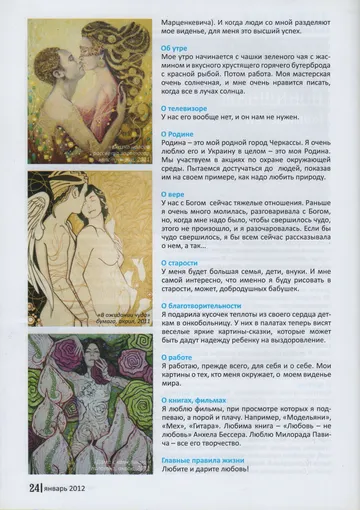 Марценкевича). И когда люди со мной разделяют
мое виденье, для меня это высший успех.
Об утре
Мое утро начинается с чашки зеленого чая с жас-
мином и вкусного хрустящего горячего бутерброда
с красной рыбой. Потом работа. Моя мастерская
очень солнечная, и мне очень нравится писать,
когда все в лучах солнца.
О телевизоре
У нас его вообще нет, и он нам не нужен.
О Родине
Родина – это мой родной город Черкассы. Я очень
люблю его и Украину в целом – это моя Родина.
Мы участвуем в акциях по охране окружающей
среды. Пытаемся достучаться до людей, показав
им на своем примере, как надо любить природу.
О вере
У нас с Богом сейчас тяжелые отношения. Раньше
я очень много молилась, разговаривала с Богом,
но, когда мне надо было, чтобы свершилось чудо,
этого не произошло, и я разочаровалась. Если бы
чудо свершилось, я бы всем сейчас рассказывала
о нем, а так...
О старости
У меня будет большая семья, дети, внуки. И мне
самой интересно, что именно я буду рисовать в
старости, может, добродушных бабушек.
«В ожидании чуда»
бумага, акрил, 2011
О благотворительности
Я подарила кусочек теплоты из своего сердца дет-
кам в онкобольницу. У них в палатах теперь висят
веселые яркие картины-сказки, которые может
быть дадут надежду ребенку на выздоровление.
О работе
Я работаю, прежде всего, для себя и о себе. Мои
картины о тех, кто меня окружает, о моем виденье
мира.
О книгах, фильмах
Я люблю фильмы, при просмотре которых я под-
певаю, а порой и плачу. Например, «Модельяни»,
«Мех», «Гитара». Любима книга – «Любовь – не
любовь» Анхела Бессера. Люблю Милорада Пави-
ча – все его творчество.
Главные правила жизни
Любите и дарите любовь!
24 | январь 2012